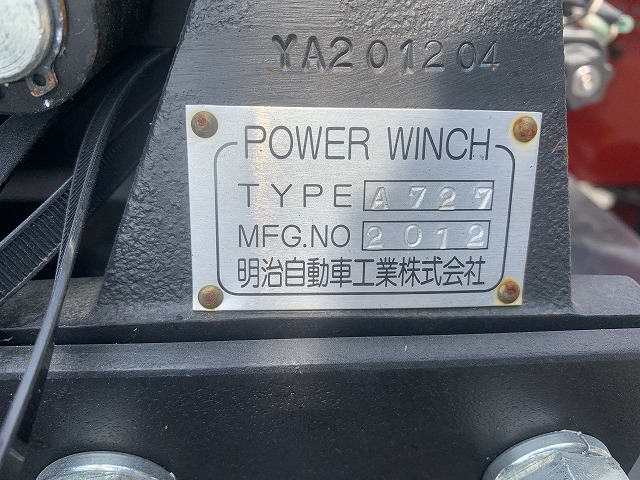 YA201204
POWER WINCH
TYPE A727
MFG.NO 2012
明治自動車工業株式会社